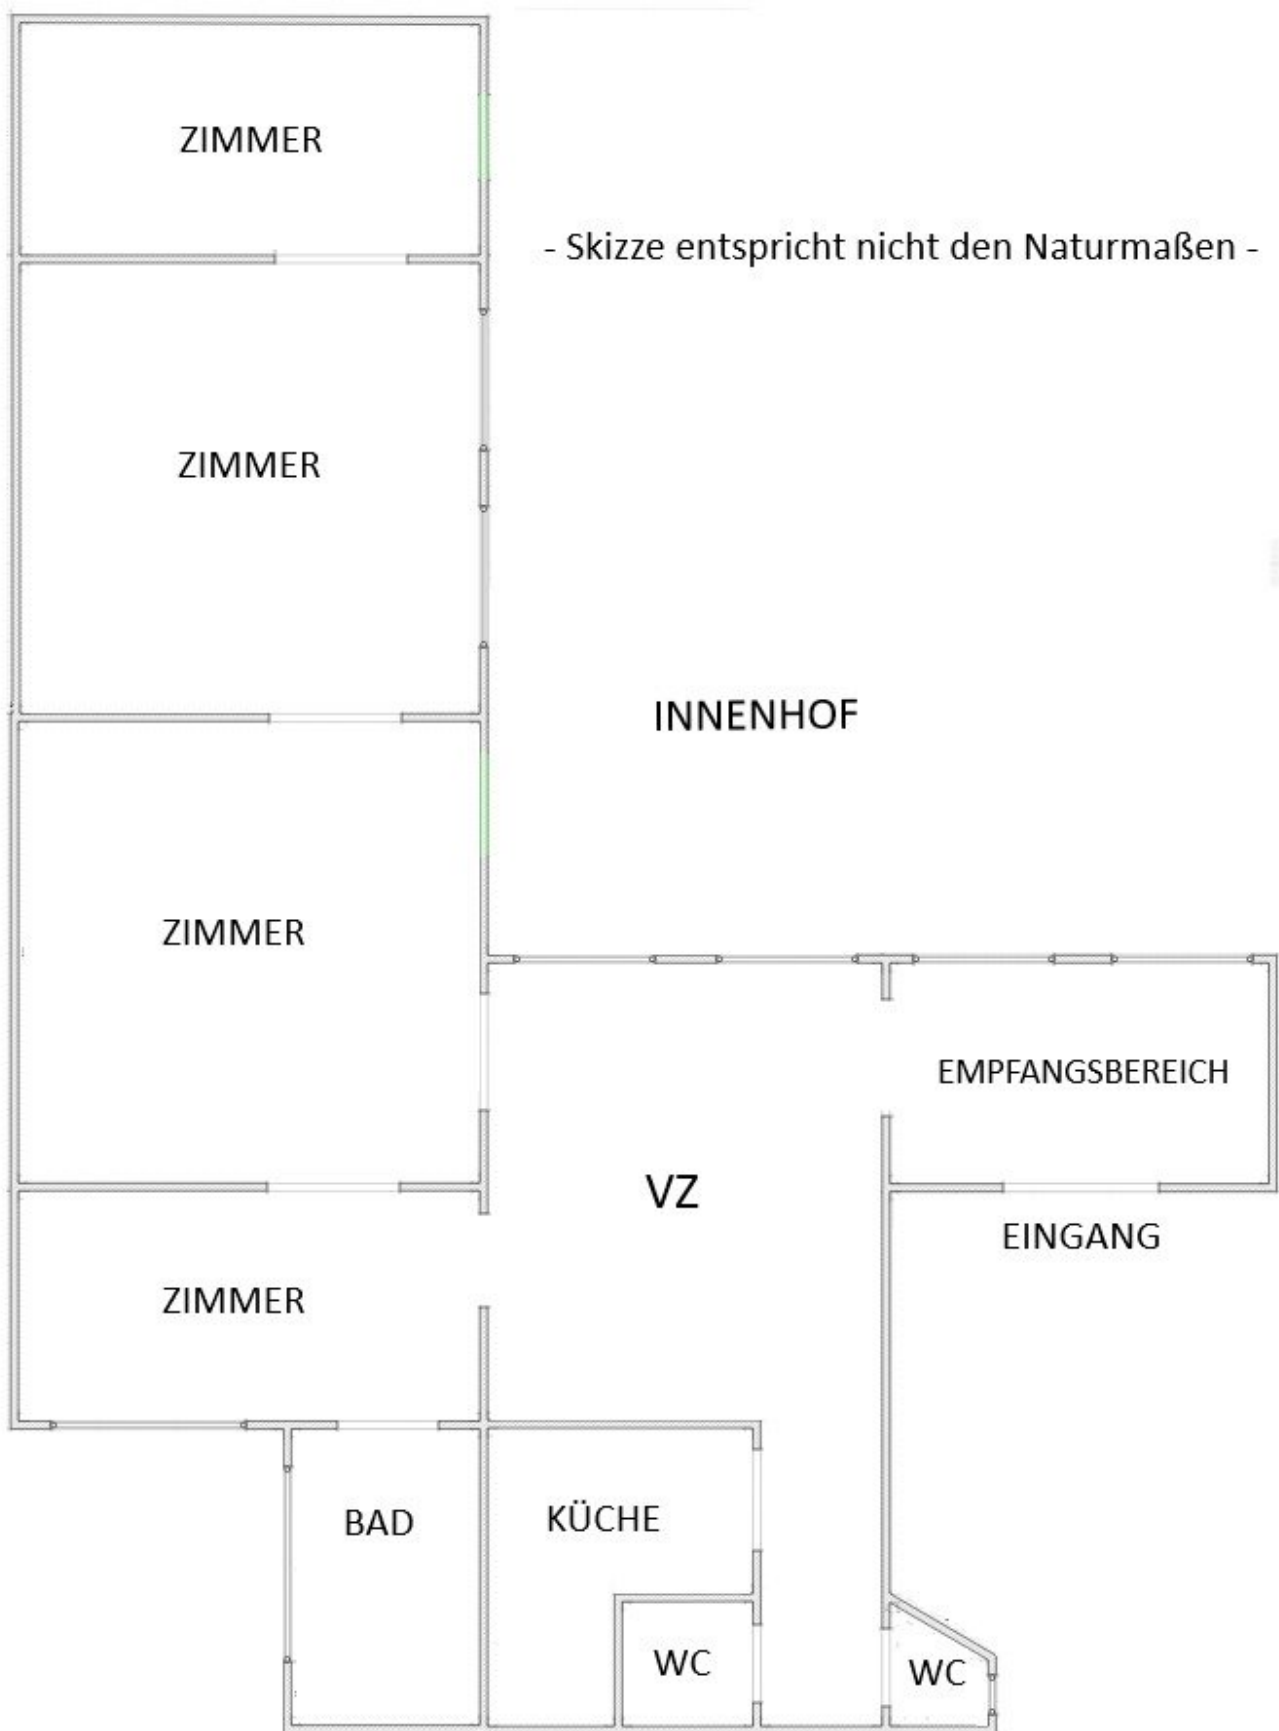 ZIMMER
- Skizze entspricht nicht den Naturmaßen -
ZIMMER
INNENHOF
ZIMMER
EMPFANGSBEREICH
VZ
EINGANG
ZIMMER
BAD
KÜCHE
WC
WC